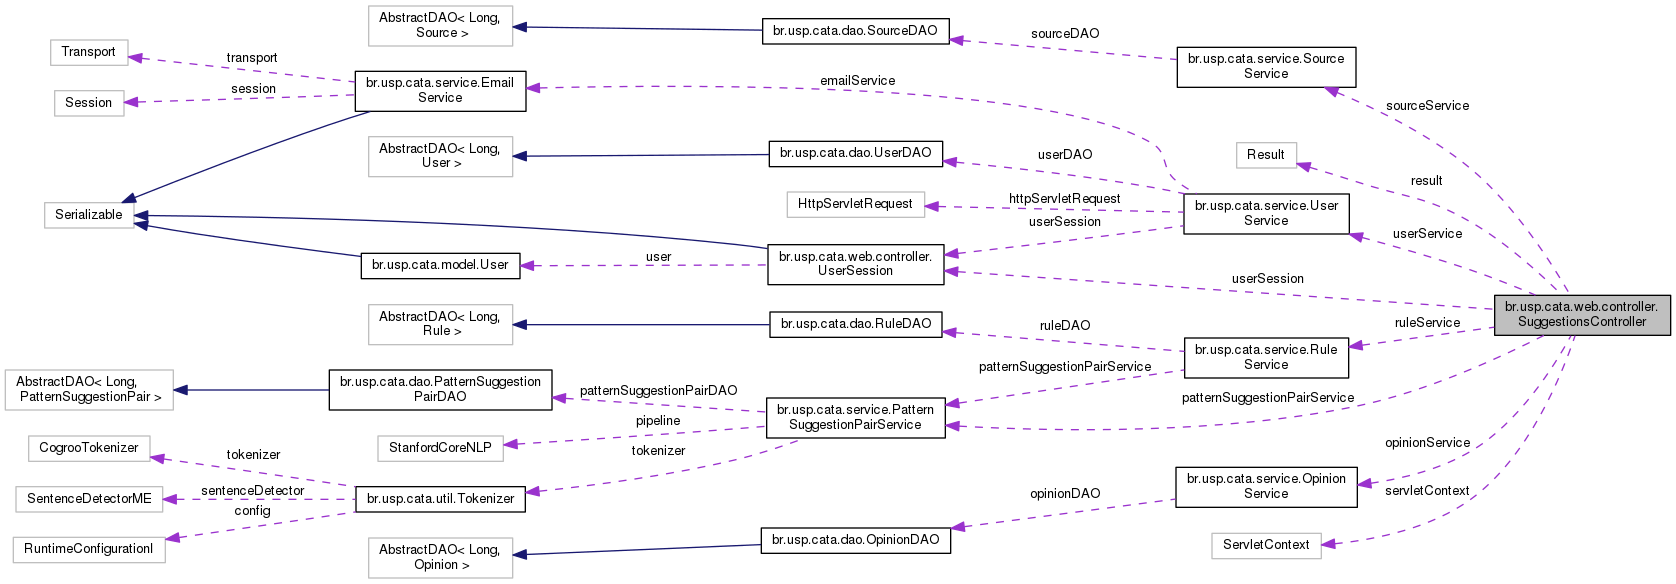 AbstractDAO< Long,
Source >
br.usp.cata.dao.SourceDAO
sourceDAO
br.usp.cata.service.Source
Service
Transport
transport
Session
session
br.usp.cata.service.Email
Service
emailService
sourceService
AbstractDAO< Long,
User >
br.usp.cata.dao.UserDAO
userDAO
Result
result
HttpServletRequest
httpServletRequest
br.usp.cata.service.User
Service
userService
Serializable
userSession
br.usp.cata.model.User
user
br.usp.cata.web.controller.
UserSession
userSession
br.usp.cata.web.controller.
SuggestionsController
AbstractDAO< Long,
Rule >
br.usp.cata.dao.RuleDAO
ruleDAO
ruleService
br.usp.cata.service.Rule
Service
AbstractDAO< Long,
PatternSuggestionPair >
br.usp.cata.dao.PatternSuggestion
PairDAO
patternSuggestionPairDAO
patternSuggestionPairService
patternSuggestionPairService
br.usp.cata.service.Pattern
SuggestionPairService
StanfordCoreNLP
pipeline
CogrooTokenizer
tokenizer
tokenizer
opinionService
SentenceDetectorME
sentenceDetector
br.usp.cata.util.Tokenizer
config
opinionDAO
br.usp.cata.service.Opinion
Service
servletContext
RuntimeConfigurationI
AbstractDAO< Long,
Opinion >
br.usp.cata.dao.OpinionDAO
ServletContext